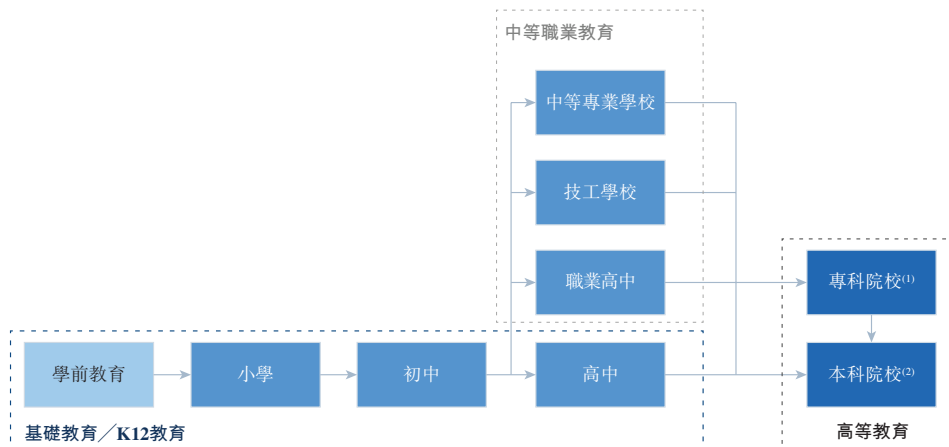 中等職業教育
中等專業學校
技工學校
職業高中
專科院校(1)
學前教育
小學
初中
高中
本科院校(2)
基礎教育／K12教育
高等教育